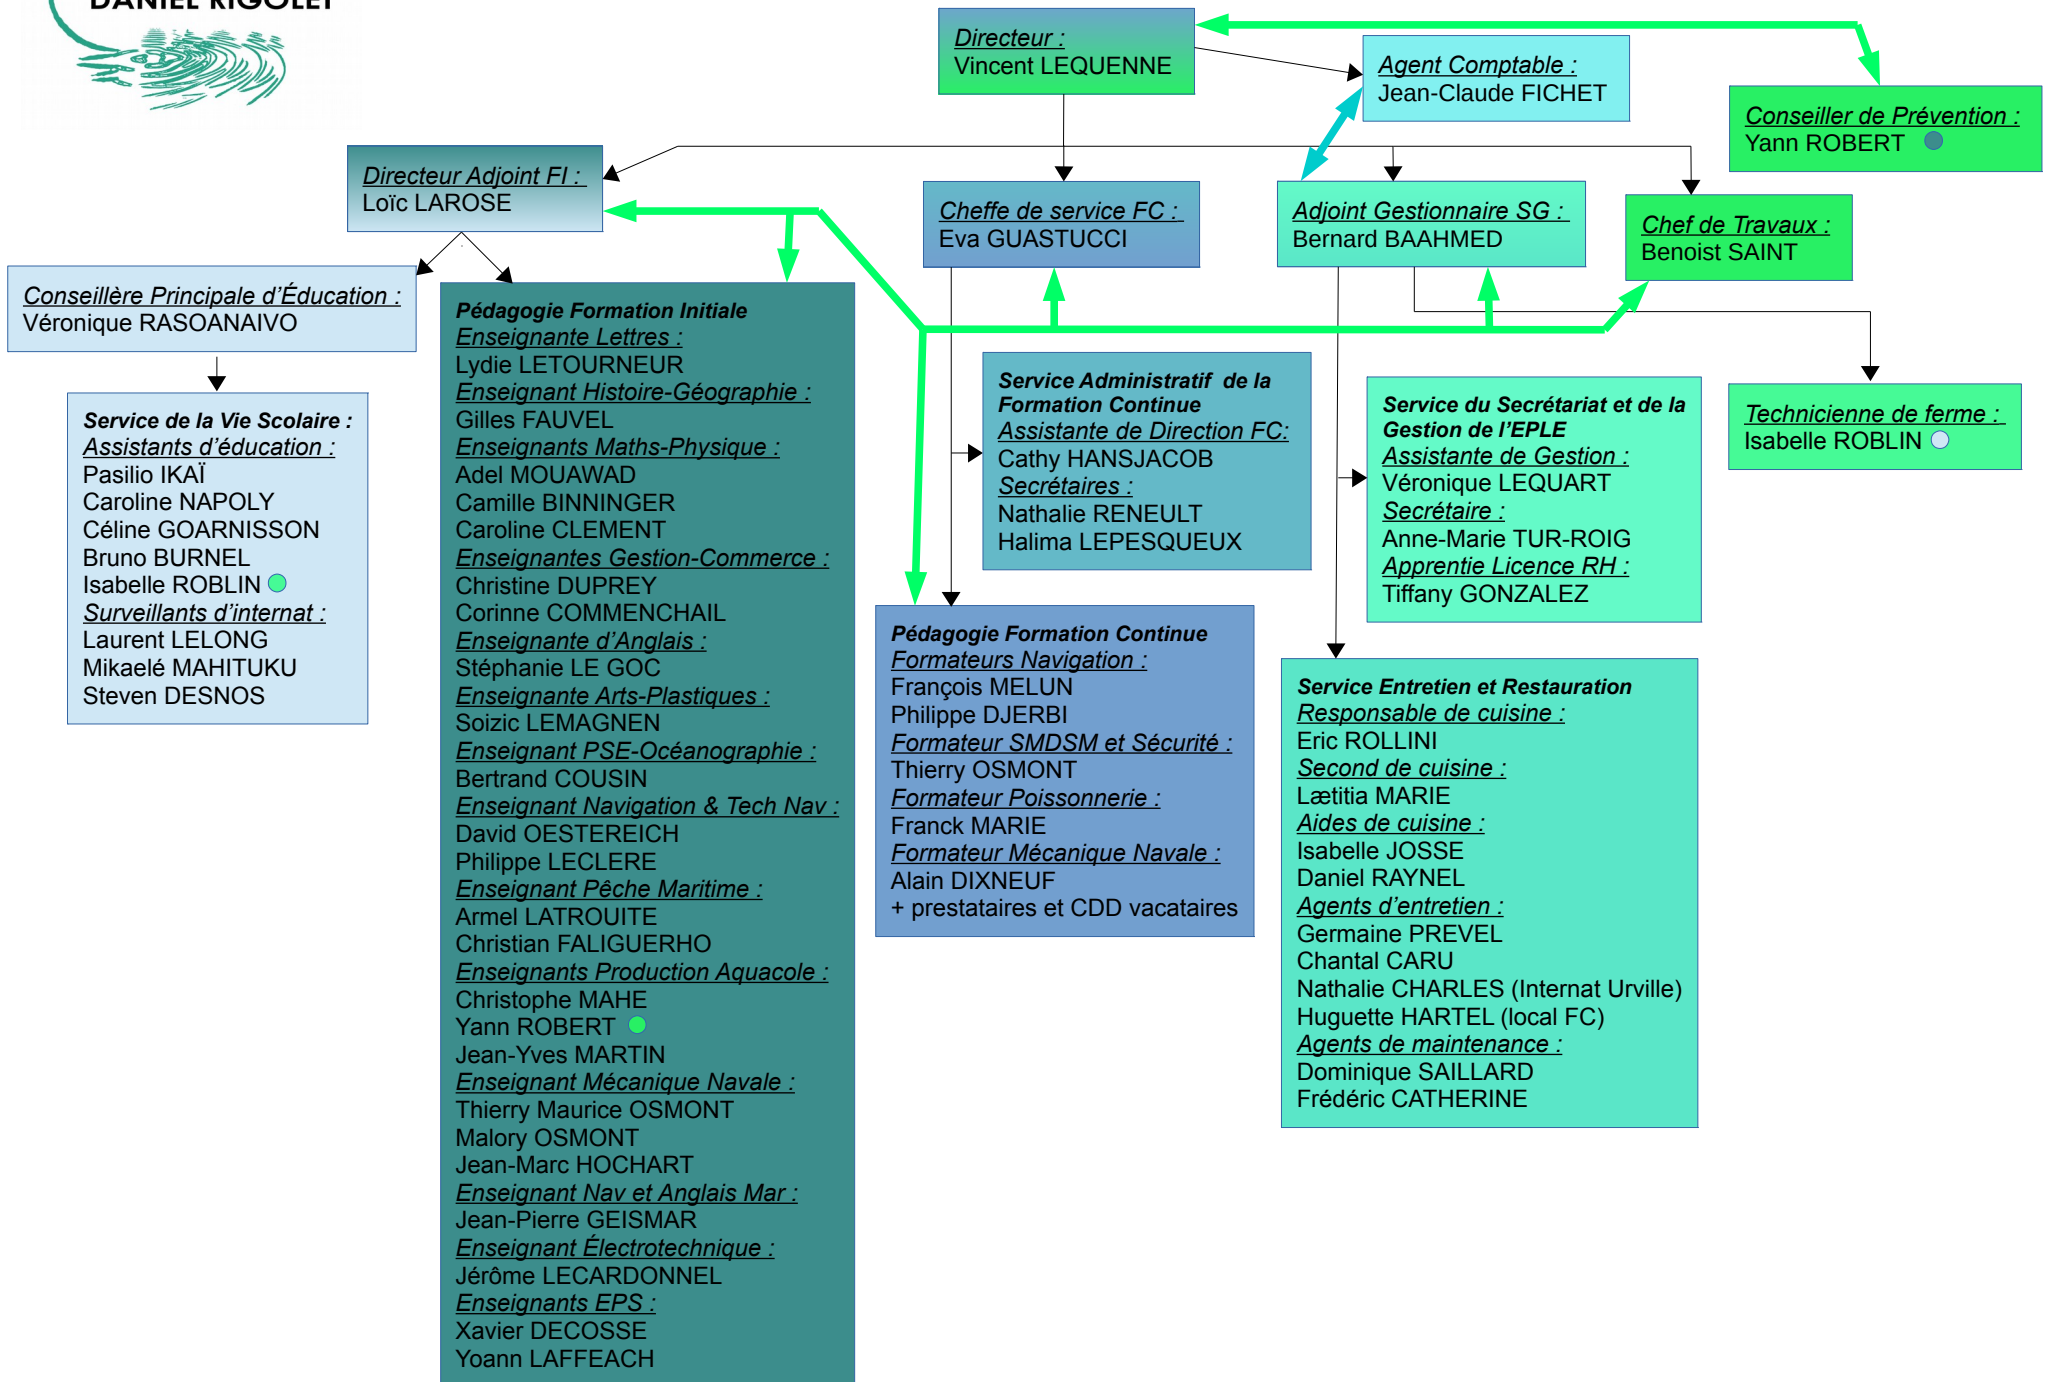 DANIEL RIGOLET
Directeur :
Vincent LEQUENNE
Agent Comptable :
Jean-Claude FICHET
Conseiller de Prévention :
Yann ROBERT
Directeur Adjoint FI :
Loïc LAROSE
Cheffe de service FC :
Eva GUASTUCCI
Adjoint Gestionnaire SG :
Bernard BAAHMED
Chef de Travaux :
Benoist SAINT
Conseillère Principale d'Éducation :
Véronique RASOANAIVO
Service de la Vie Scolaire :
Assistants d'éducation :
Pasilio IKAÏ
Caroline NAPOLY
Céline GOARNISSON
Bruno BURNEL
Isabelle ROBLIN
Surveillants d'internat :
Laurent LELONG
Mikaelé MAHITUKU
Steven DESNOS
Pédagogie Formation Initiale
Enseignante Lettres :
Lydie LETOURNEUR
Enseignant Histoire-Géographie :
Gilles FAUVEL
Enseignants Maths-Physique :
Adel MOUAWAD
Camille BINNINGER
Caroline CLEMENT
Enseignantes Gestion-Commerce :
Christine DUPREY
Corinne COMMENCHAIL
Enseignante d'Anglais :
Stéphanie LE GOC
Enseignante Arts-Plastiques :
Soizic LEMAGNEN
Enseignant PSE-Océanographie :
Bertrand COUSIN
Enseignant Navigation & Tech Nav :
David OESTEREICH
Philippe LECLERE
Enseignant Pêche Maritime :
Armel LATROUITE
Christian FALIGUERHO
Enseignants Production Aquacole :
Christophe MAHE
Yann ROBERT
Jean-Yves MARTIN
Enseignant Mécanique Navale :
Thierry Maurice OSMONT
Malory OSMONT
Jean-Marc HOCHART
Enseignant Nav et Anglais Mar :
Jean-Pierre GEISMAR
Enseignant Électrotechnique :
Jérôme LECARDONNEL
Enseignants EPS :
Xavier DECOSSE
Yoann LAFFEACH
Service Administratif de la
Formation Continue
Assistante de Direction FC:
Cathy HANSJACOB
Secrétaires :
Nathalie RENEULT
Halima LEPESQUEUX
Pédagogie Formation Continue
Formateurs Navigation :
François MELUN
Philippe DJERBI
Formateur SMDSM et Sécurité :
Thierry OSMONT
Formateur Poissonnerie :
Franck MARIE
Formateur Mécanique Navale :
Alain DIXNEUF
+ prestataires et CDD vacataires
Service du Secrétariat et de la
Gestion de l'EPLE
Assistante de Gestion :
Véronique LEQUART
Secrétaire :
Anne-Marie TUR-ROIG
Apprentie Licence RH :
Tiffany GONZALEZ
Technicienne de ferme :
Isabelle ROBLIN
Service Entretien et Restauration
Responsable de cuisine :
Eric ROLLINI
Second de cuisine :
Lætitia MARIE
Aides de cuisine :
Isabelle JOSSE
Daniel RAYNEL
Agents d'entretien :
Germaine PREVEL
Chantal CARU
Nathalie CHARLES (Internat Urville)
Huguette HARTEL (local FC)
Agents de maintenance :
Dominique SAILLARD
Frédéric CATHERINE